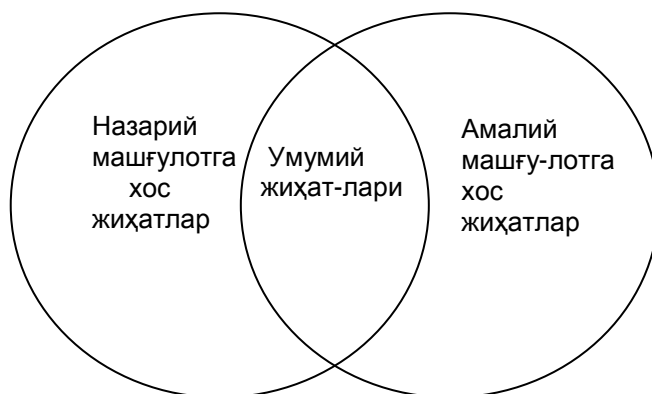 Назарий
машғулотга
хос
жиҳатлар
Умумий
жиҳат-лари
Амалий
машғу-лотга
хос
жиҳатлар